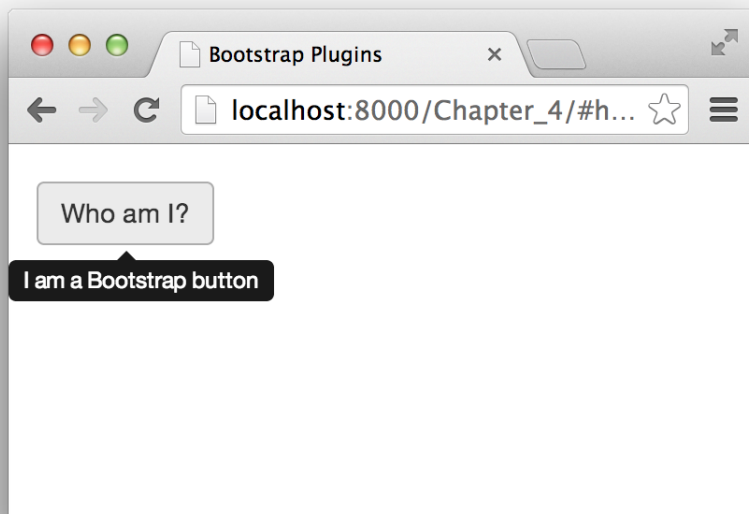 Bootstrap Plugins
localhost:8000/Chapter_4/#h...
Who am I?
I am a Bootstrap button